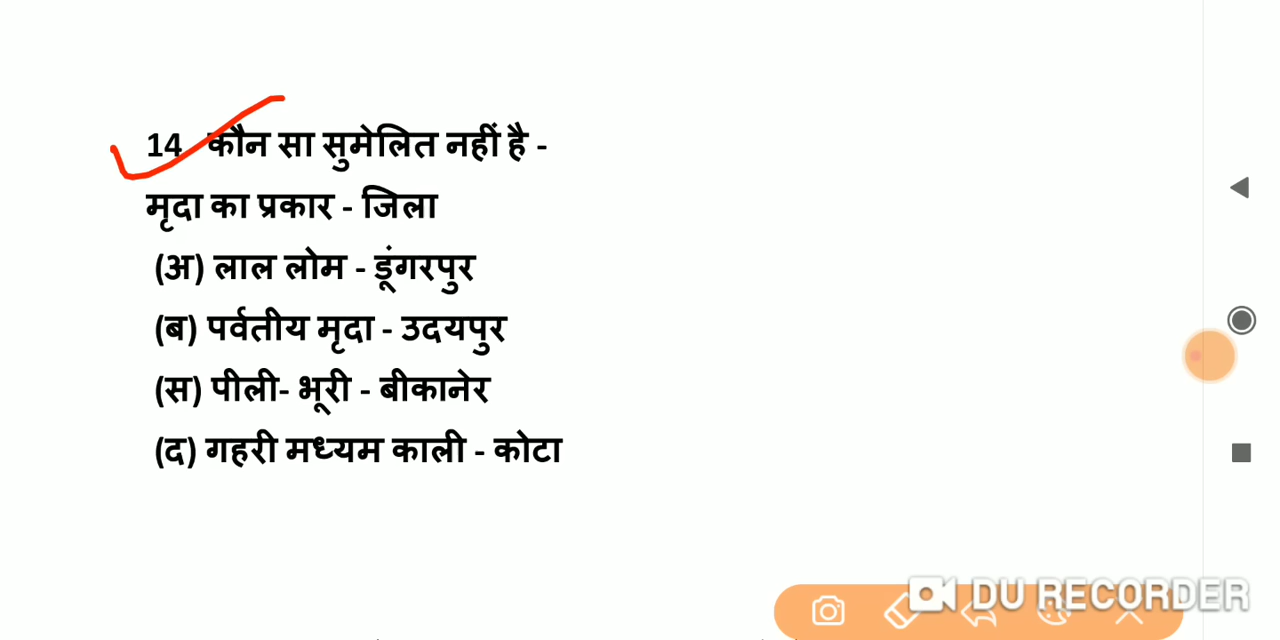 14 कौन सा सुमेलित नहीं है -
मृदा का प्रकार - जिला
(अ) लाल लोम - डूंगरपुर
(ब) पर्वतीय मृदा - उदयपुर
(स) पीली- भूरी - बीकानेर
(द) गहरी मध्यम काली - कोटा
DU RECORDER